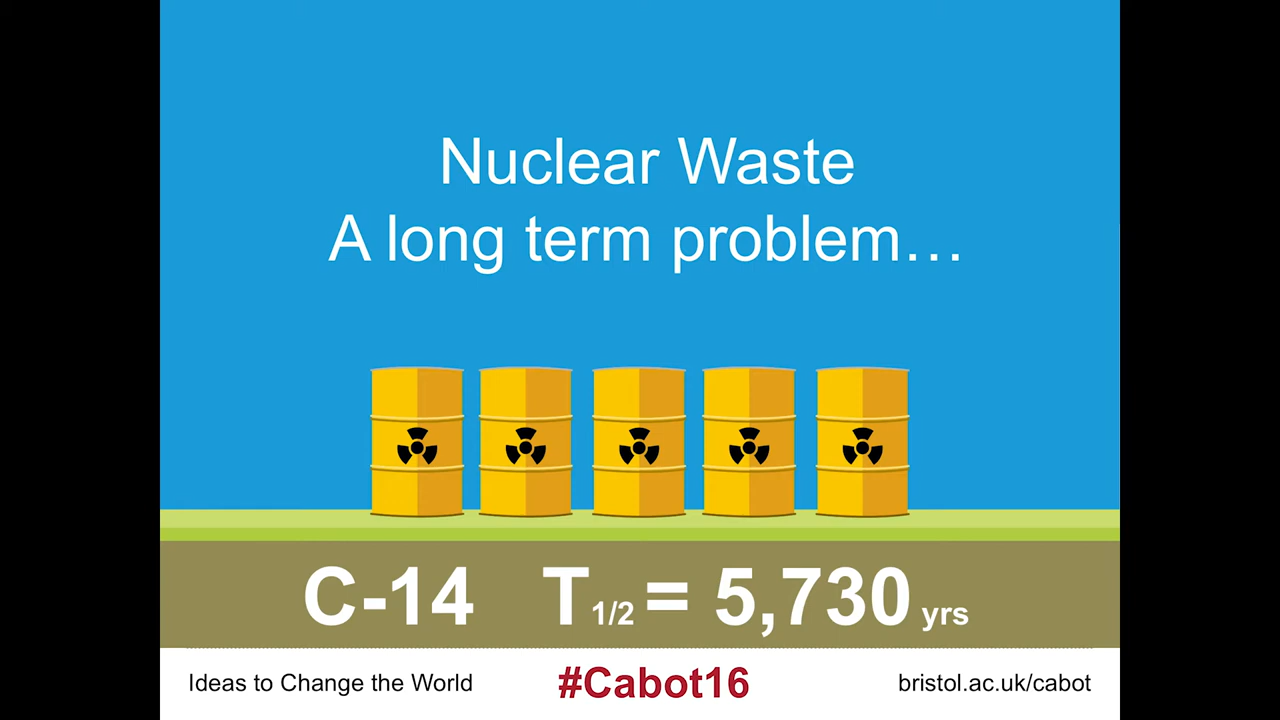 Nuclear Waste
A long term problem…
C-14 T1/2 = 5,730 yrs
Ideas to Change the World #Cabot16 bristol.ac.uk/cabot